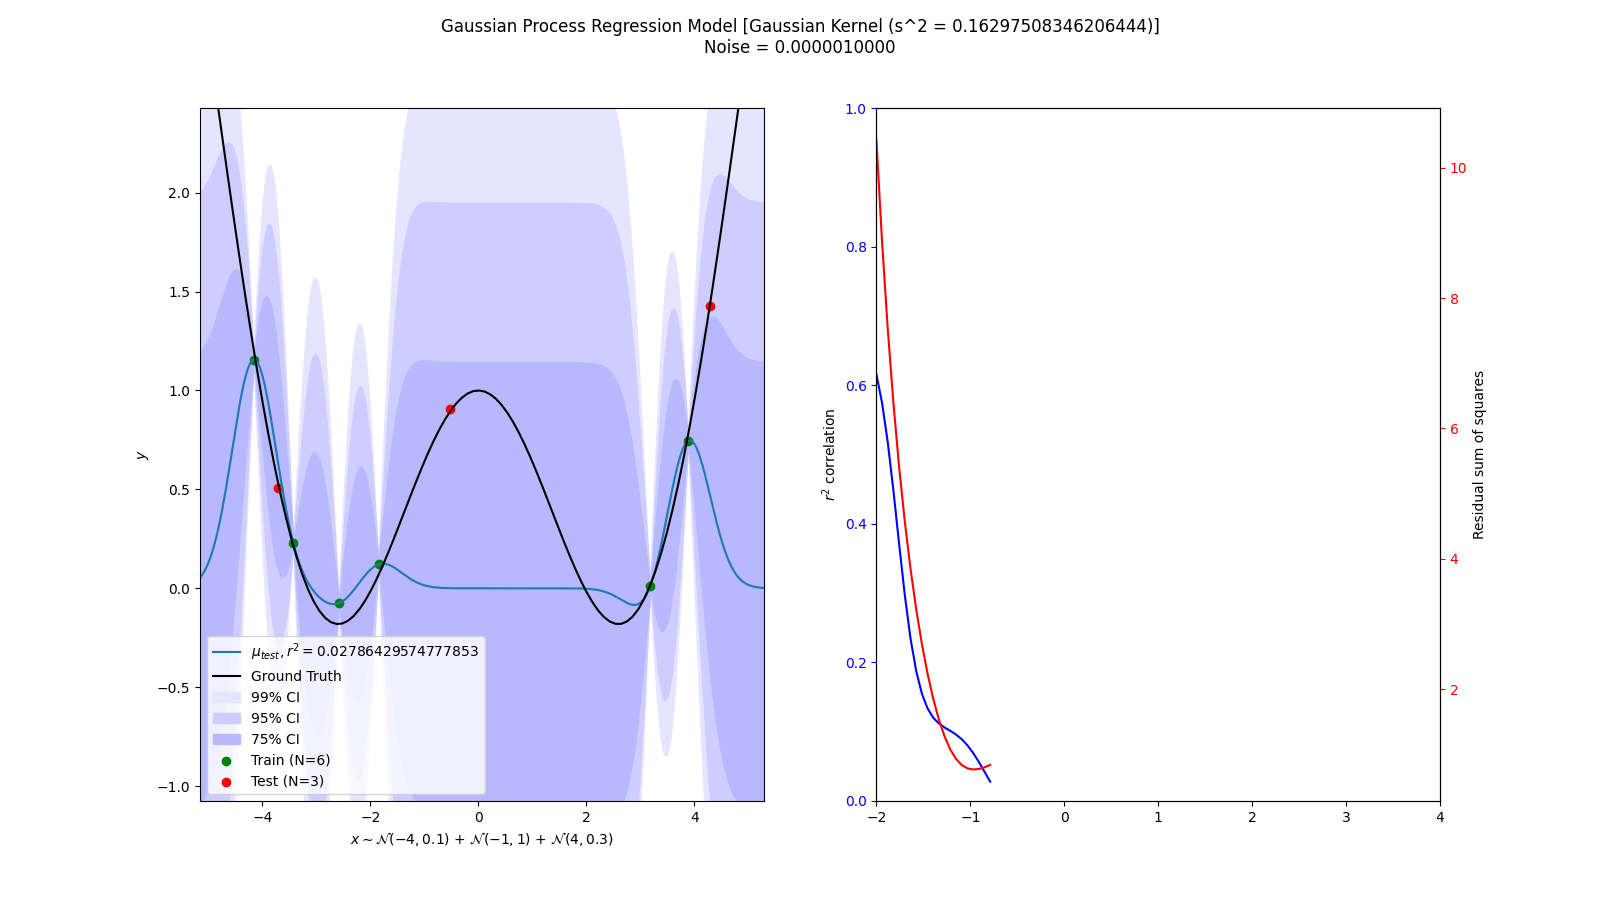 Gaussian Process Regression Model [Gaussian Kernel (s^2 = 0.16297508346206444)]
Noise = 0.0000010000
2.0
1.5
1.0
0.5
0.0
−0.5
−1.0
y
μ_test, r² = 0.02786429574777853
Ground Truth
99% CI
95% CI
75% CI
Train (N=6)
Test (N=3)
−4 −2 0 2 4
x ∼ 𝒩(−4, 0.1) + 𝒩(−1, 1) + 𝒩(4, 0.3)
1.0
0.8
0.6
0.4
0.2
0.0
r² correlation
−2 −1 0 1 2 3 4
10
8
6
4
2
Residual sum of squares